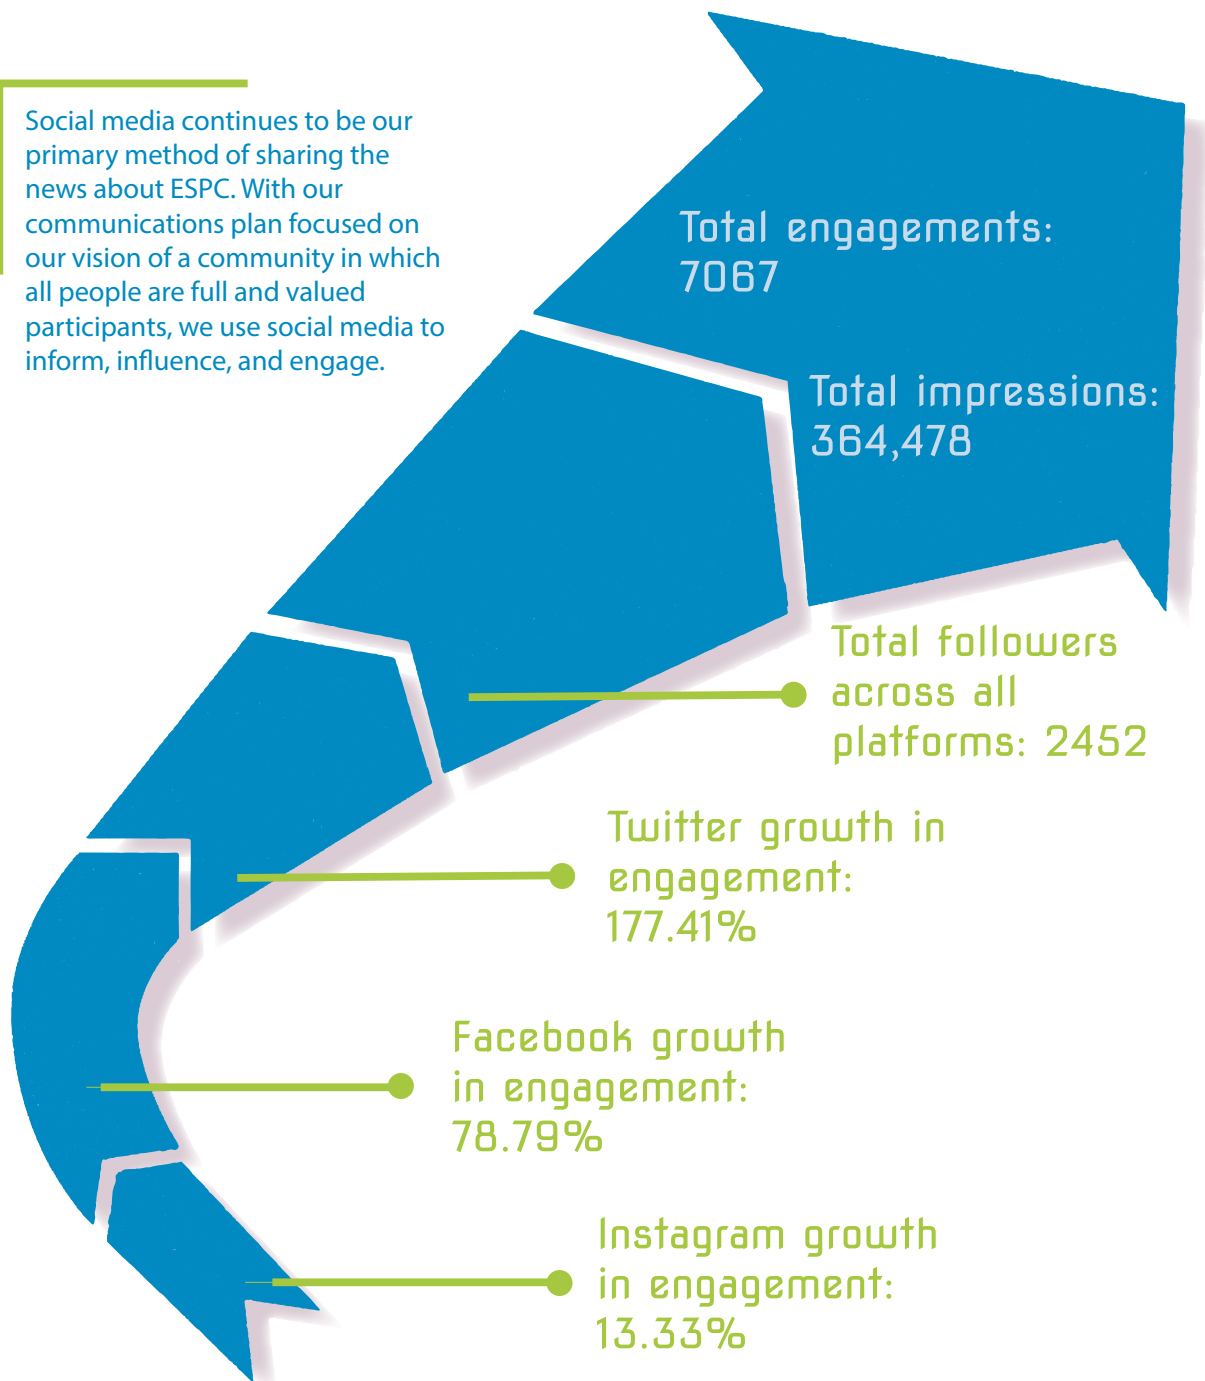 Social media continues to be our
primary method of sharing the
news about ESPC. With our
communications plan focused on
our vision of a community in which
all people are full and valued
participants, we use social media to
inform, influence, and engage.
Total engagements:
7067
Total impressions:
364,478
Total followers
across all
platforms: 2452
Twitter growth in
engagement:
177.41%
Facebook growth
in engagement:
78.79%
Instagram growth
in engagement:
13.33%